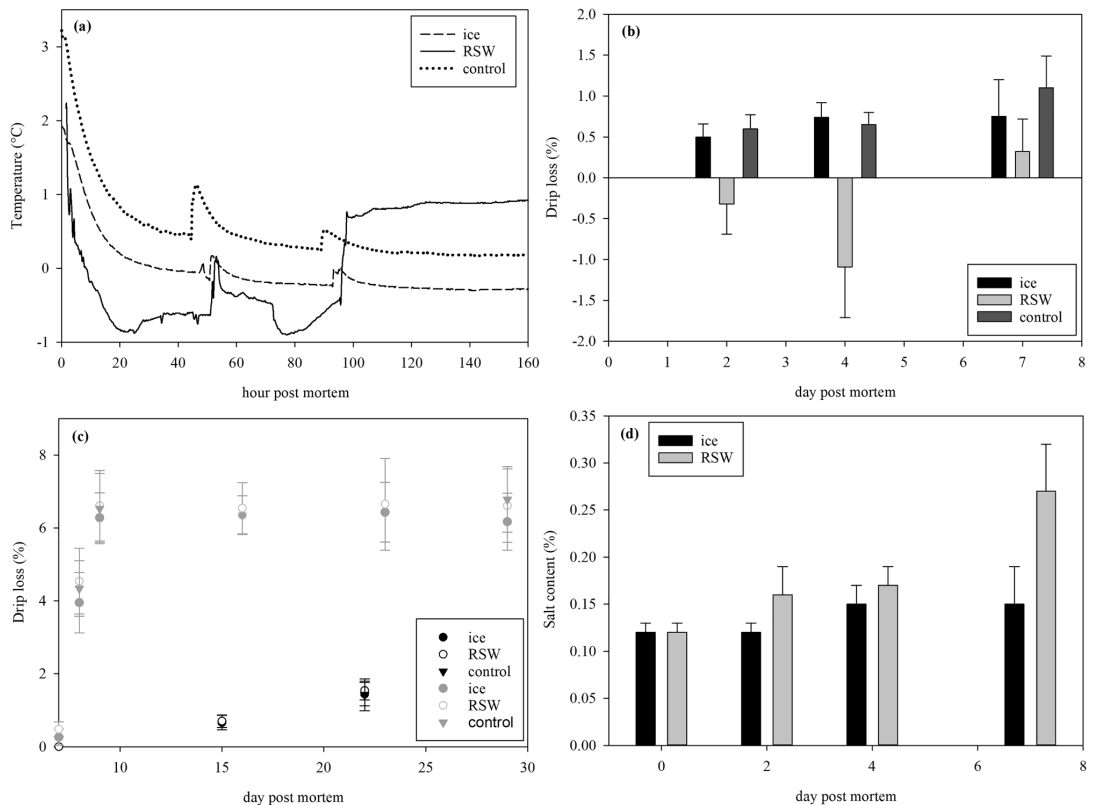 (a)
ice
RSW
control
3
2
1
0
-1
Temperature (°C)
0 20 40 60 80 100 120 140 160
hour post mortem
(b)
2.0
1.5
1.0
0.5
0.0
-0.5
-1.0
-1.5
-2.0
Drip loss (%)
ice
RSW
control
0 1 2 3 4 5 6 7 8
day post mortem
(c)
8
6
4
2
0
Drip loss (%)
ice
RSW
control
ice
RSW
control
10 15 20 25 30
day post mortem
(d)
ice
RSW
0.35
0.30
0.25
0.20
0.15
0.10
0.05
0.00
Salt content (%)
0 2 4 6 8
day post mortem